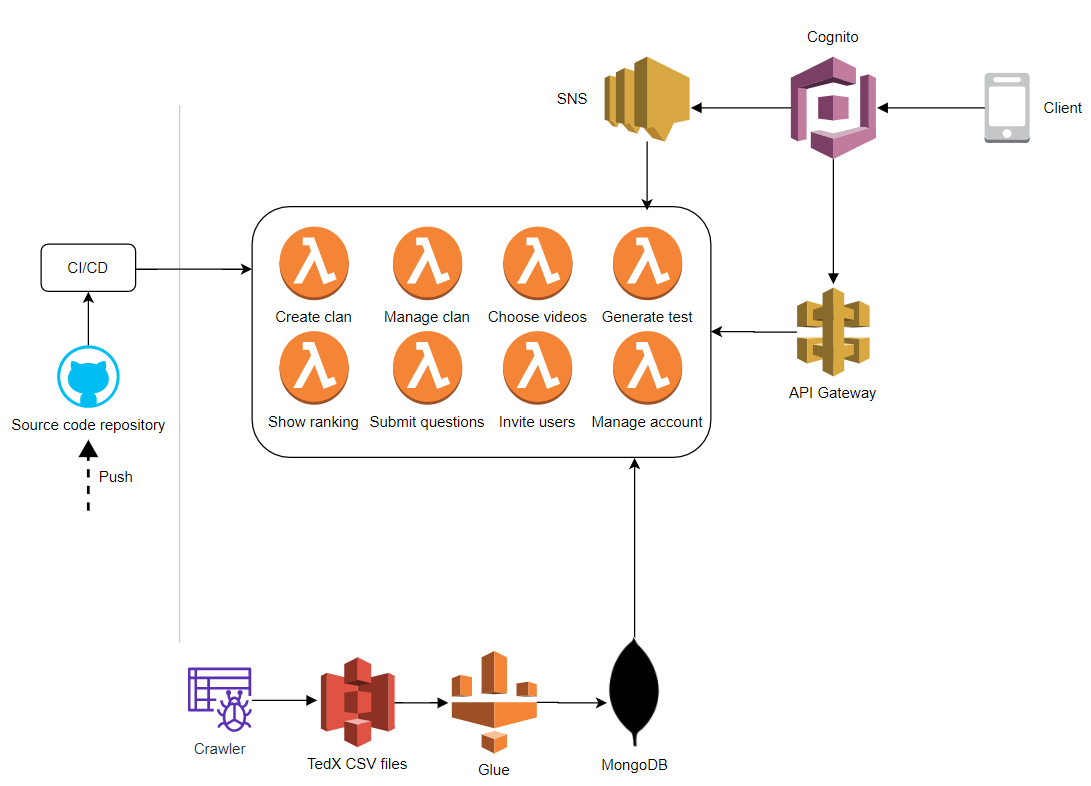 Cognito
SNS
Client
CI/CD
Create clan
Manage clan
Choose videos
Generate test
API Gateway
Source code repository
Show ranking
Submit questions
Invite users
Manage account
Push
Crawler
TedX CSV files
Glue
MongoDB